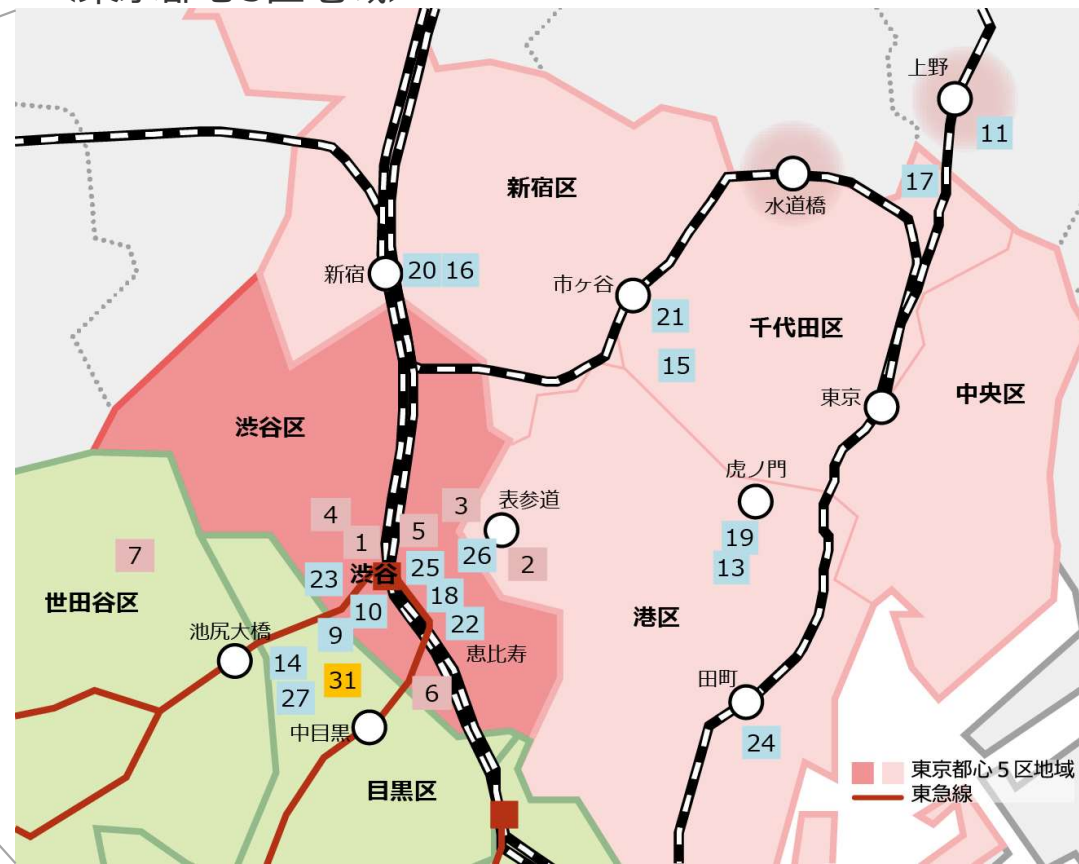 上野
11
17
新宿区
水道橋
新宿
20 16
市ヶ谷
21
千代田区
15
中央区
東京
渋谷区
虎ノ門
3
表参道
4
5
1
19
26
2
7
25
13
渋谷
23
18
世田谷区
10
22
港区
9
池尻大橋
恵比寿
14
31
27
6
田町
中目黒
24
目黒区
東京都心5区地域
東急線